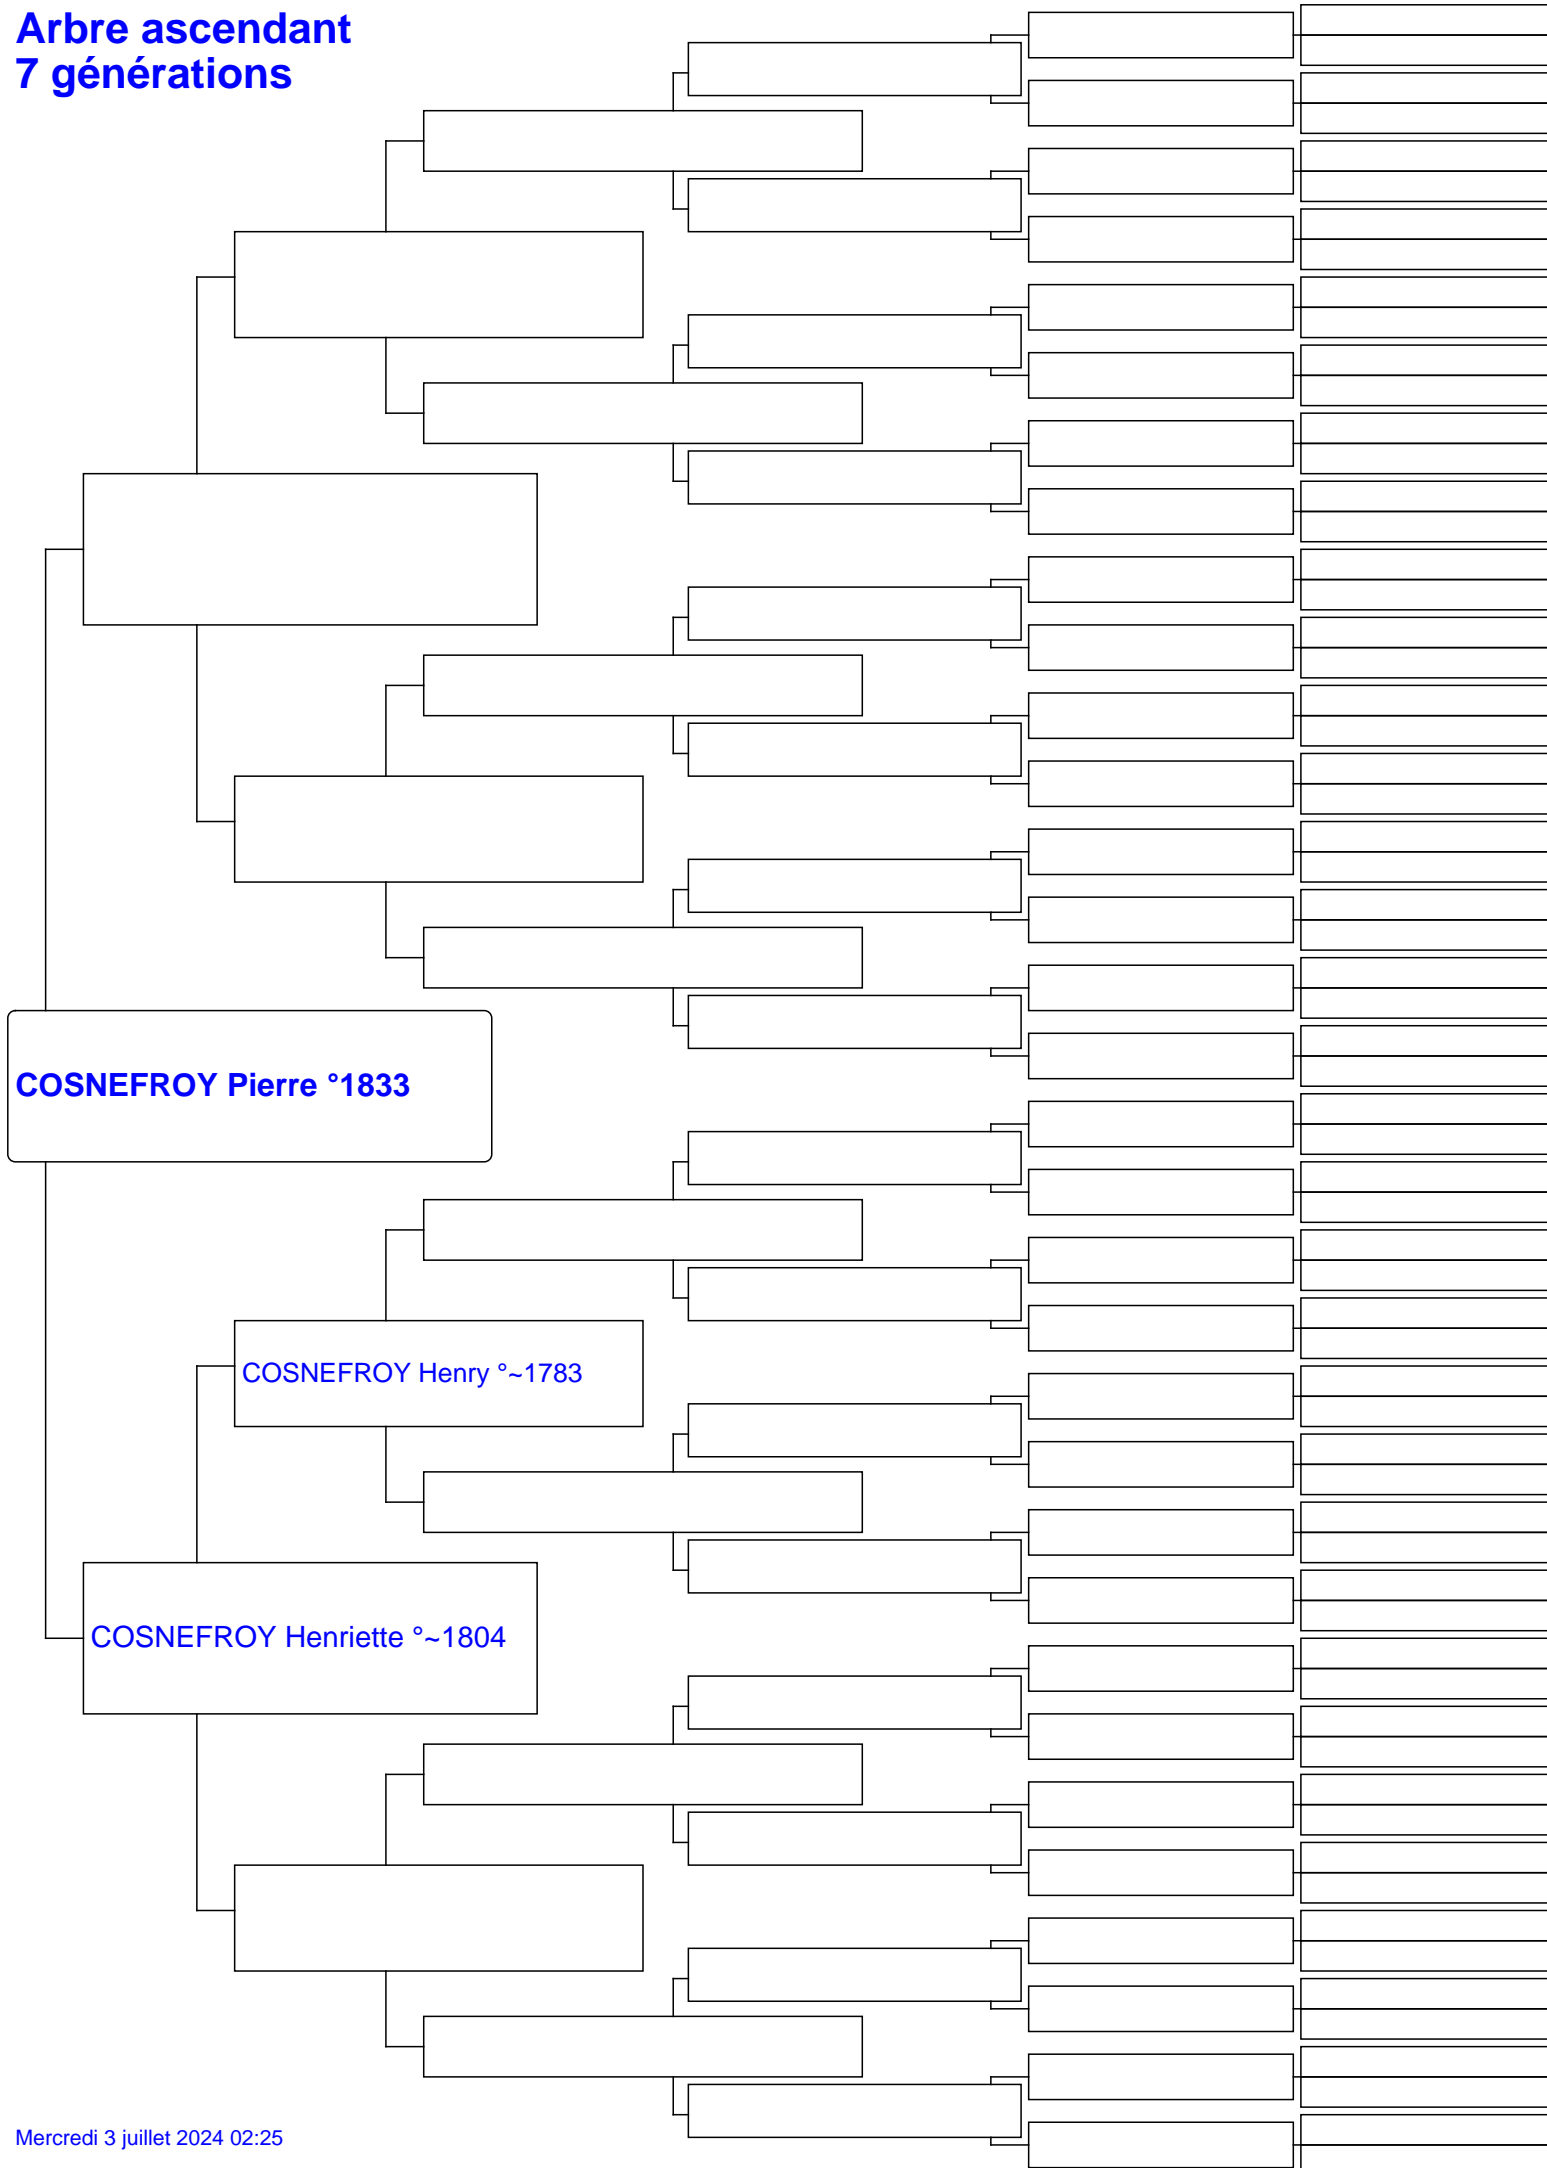 Arbre ascendant
7 générations
COSNEFROY Pierre °1833
COSNEFROY Henry °~1783
COSNEFROY Henriette °~1804
Mercredi 3 juillet 2024 02:25